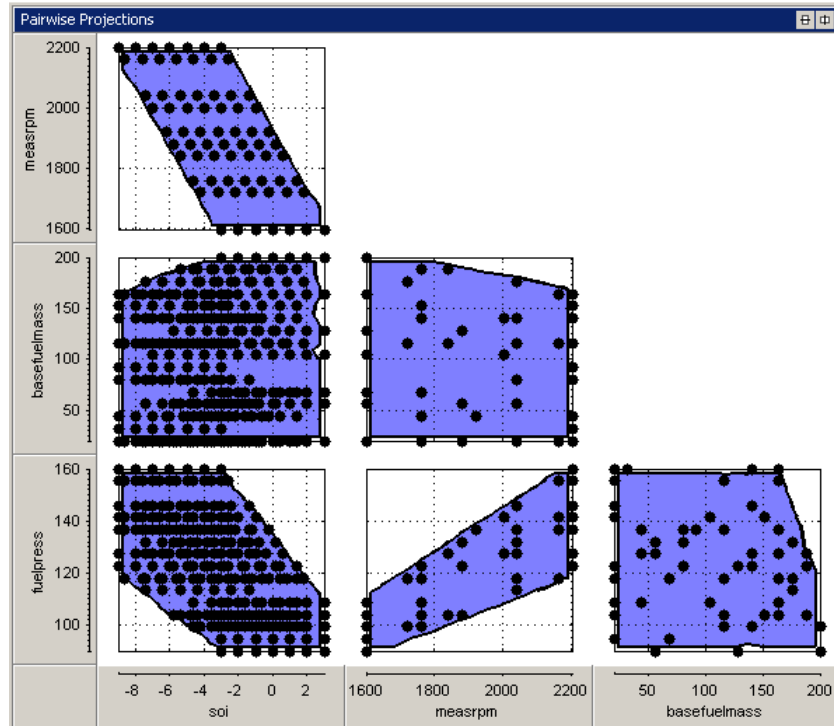 Pairwise Projections
2200
2000
1800
1600
measrpm
200
150
100
50
basefuelmass
160
140
120
100
fuelpress
-8 -6 -4 -2 0 2
soi
1600 1800 2000 2200
measrpm
50 100 150 200
basefuelmass